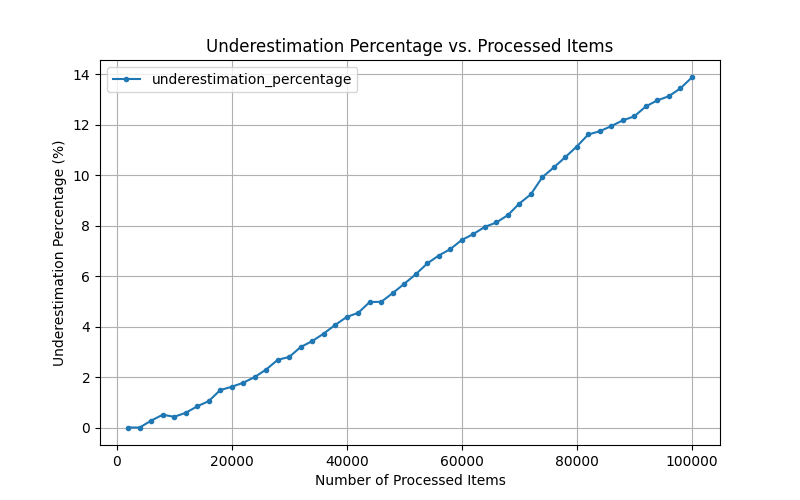 Underestimation Percentage vs. Processed Items
underestimation_percentage
Underestimation Percentage (%)
14
12
10
8
6
4
2
0
0 20000 40000 60000 80000 100000
Number of Processed Items